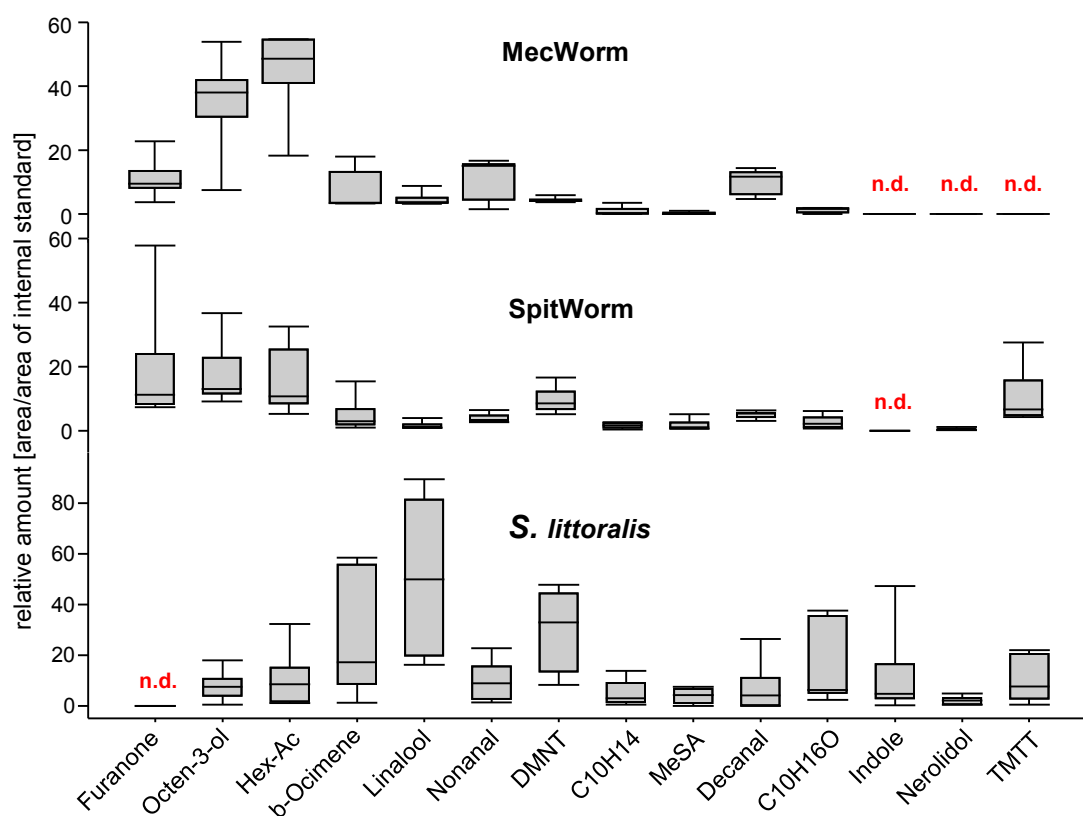 relative amount [area/area of internal standard]
MecWorm
60
40
20
0
n.d. n.d. n.d.
SpitWorm
60
40
20
0
n.d.
S. littoralis
80
60
40
20
0
n.d.
Furanone
Octen-3-ol
Hex-Ac
b-Ocimene
Linalool
Nonanal
DMNT
C10H14
MeSA
Decanal
C10H16O
Indole
Nerolidol
TMTT